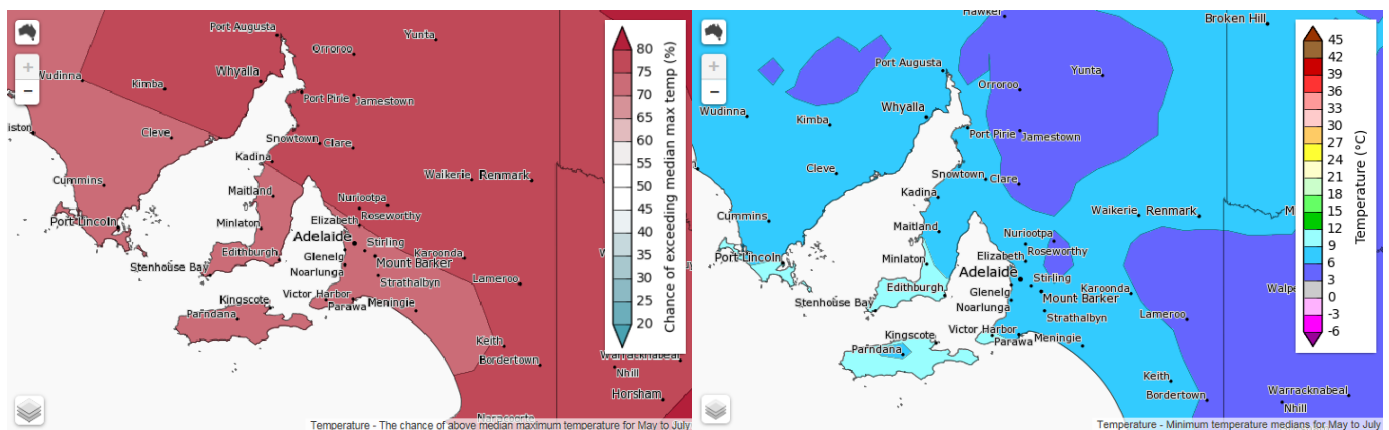 Port Augusta
Orroroo
Yunta
Whyalla
Wudinna
Kimba
Port Pirie
Jamestown
iston
Cleve
Snowtown
Clare
Kadina
Cummins
Maitland
Waikerie
Renmark
Nuriootpa
Port Lincoln
Minlaton
Elizabeth
Roseworthy
Adelaide
Stirling
Edithburgh
Glenelg
Karoonda
Stenhouse Bay
Noarlunga
Mount Barker
Strathalbyn
Lameroo
Kingscote
Victor Harbor
Meningie
Parndana
Parawa
Keith
Bordertown
Warracknabeal
Nhill
Horsham
Naracoorte
+
−
80
75
70
65
60
55
50
45
40
35
30
25
20
Chance of exceeding median max temp (%)
Temperature - The chance of above median maximum temperature for May to July
Hawker
Broken Hill
Port Augusta
Yunta
Orroroo
Wudinna
Whyalla
Kimba
Port Pirie
Jamestown
Cleve
Snowtown
Clare
Kadina
Cummins
Maitland
Waikerie
Renmark
Mi
Nuriootpa
Port Lincoln
Minlaton
Elizabeth
Roseworthy
Adelaide
Stirling
Edithburgh
Glenelg
Mount Barker
Karoonda
Walpe
Stenhouse Bay
Noarlunga
Strathalbyn
Lameroo
Kingscote
Victor Harbor
Parawa
Meningie
Parndana
Keith
Bordertown
Warracknabeal
Nhill
+
−
45
42
39
36
33
30
27
24
21
18
15
12
9
6
3
0
-3
-6
Temperature (°C)
Temperature - Minimum temperature medians for May to July